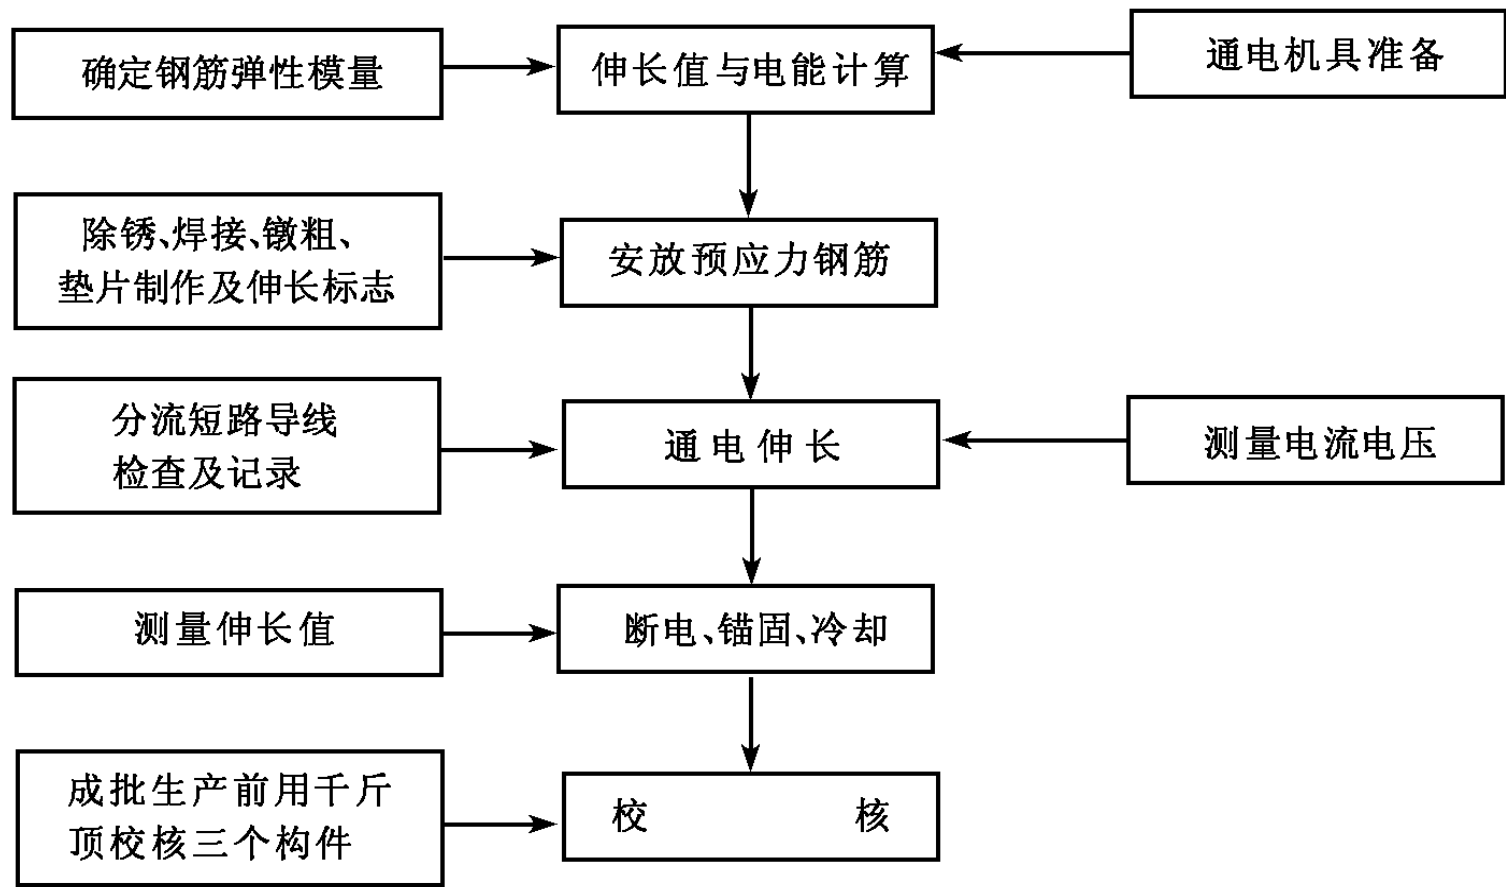 确定钢筋弹性模量
伸长值与电能计算
通电机具准备
除锈、焊接、镦粗、
垫片制作及伸长标志
安放预应力钢筋
分流短路导线
检查及记录
通电伸长
测量电流电压
测量伸长值
断电、锚固、冷却
成批生产前用千斤
顶校核三个构件
校核